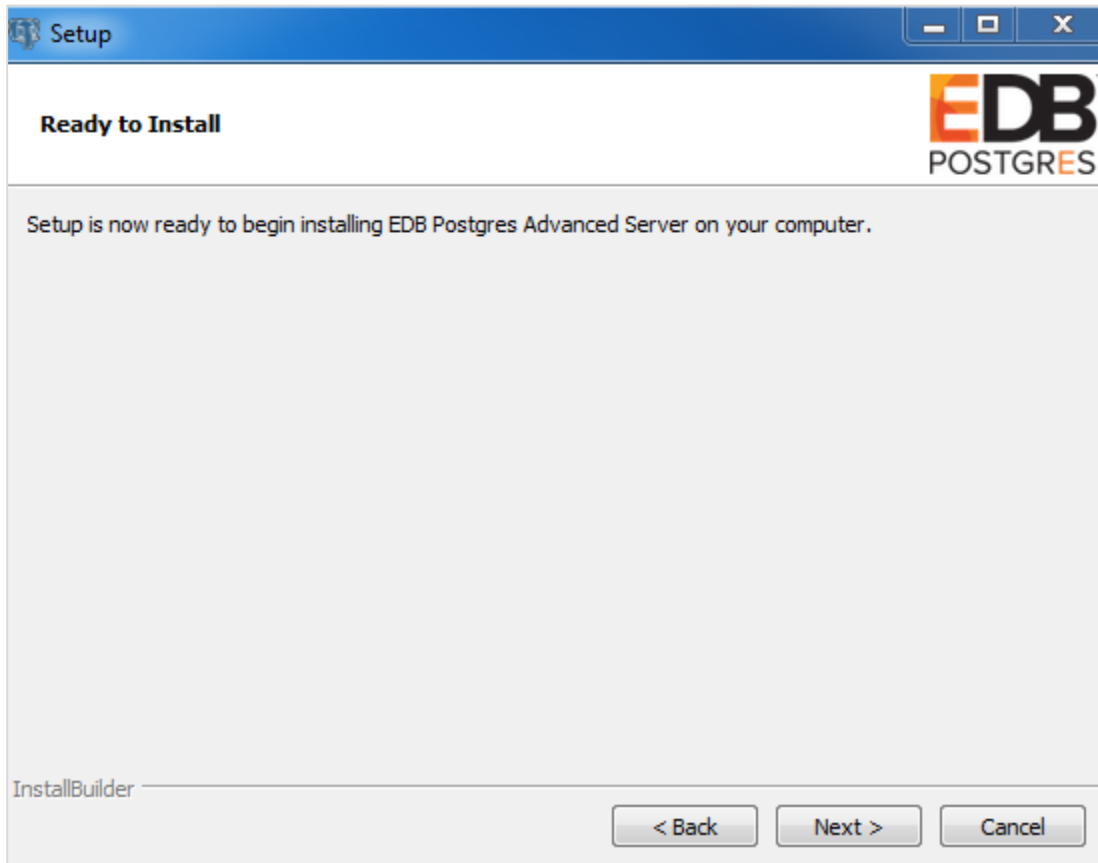 Setup
Ready to Install
EDB
POSTGRES
Setup is now ready to begin installing EDB Postgres Advanced Server on your computer.
InstallBuilder
< Back
Next >
Cancel